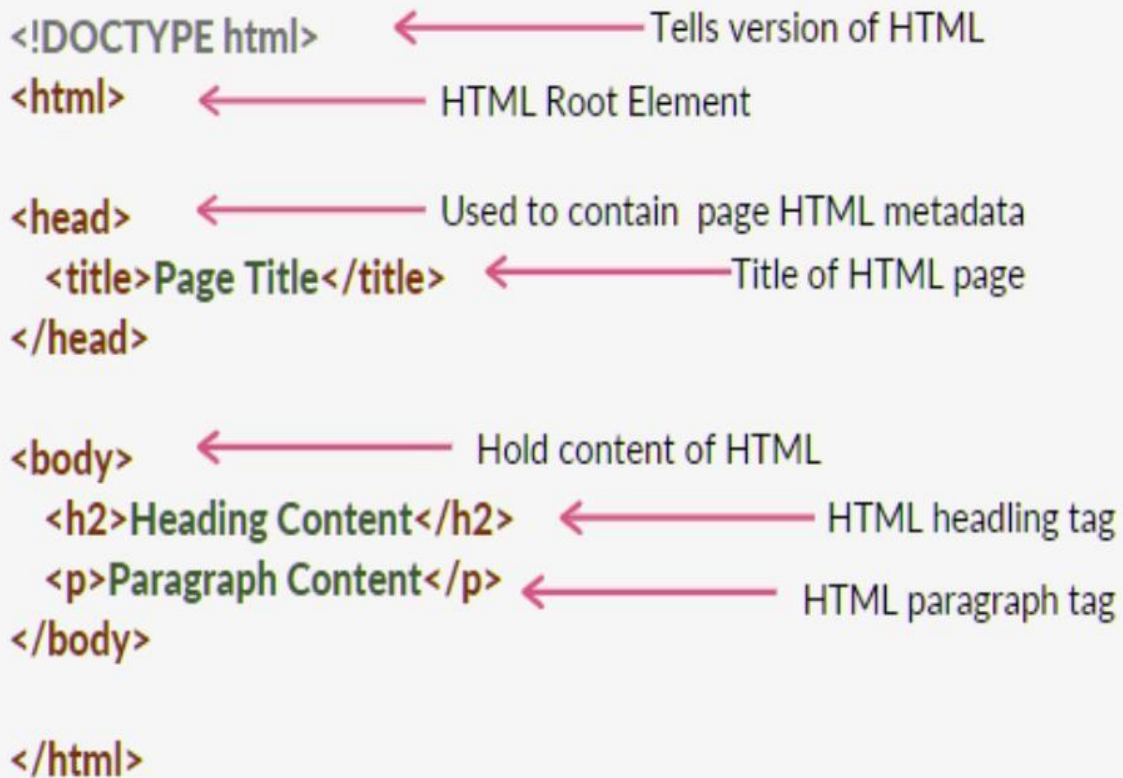 <!DOCTYPE html> Tells version of HTML
<html> HTML Root Element
<head> Used to contain page HTML metadata
<title>Page Title</title> Title of HTML page
</head>
<body> Hold content of HTML
<h2>Heading Content</h2> HTML headling tag
<p>Paragraph Content</p> HTML paragraph tag
</body>
</html>